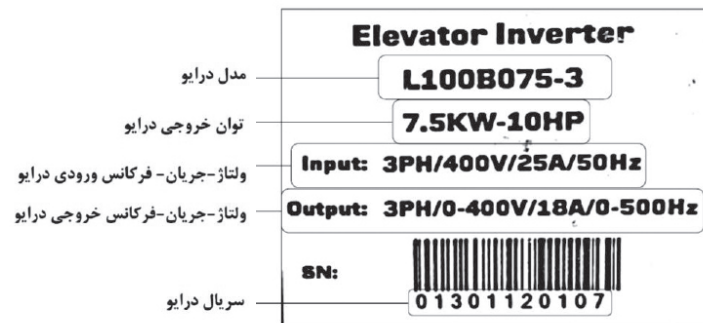 Elevator Inverter
مدل درایو
L100B075-3
توان خروجی درایو
7.5KW-10HP
ولتاژ-جریان- فرکانس ورودی درایو
Input: 3PH/400V/25A/50Hz
ولتاژ-جریان-فرکانس خروجی درایو
Output: 3PH/0-400V/18A/0-500Hz
SN:
سریال درایو
01301120107